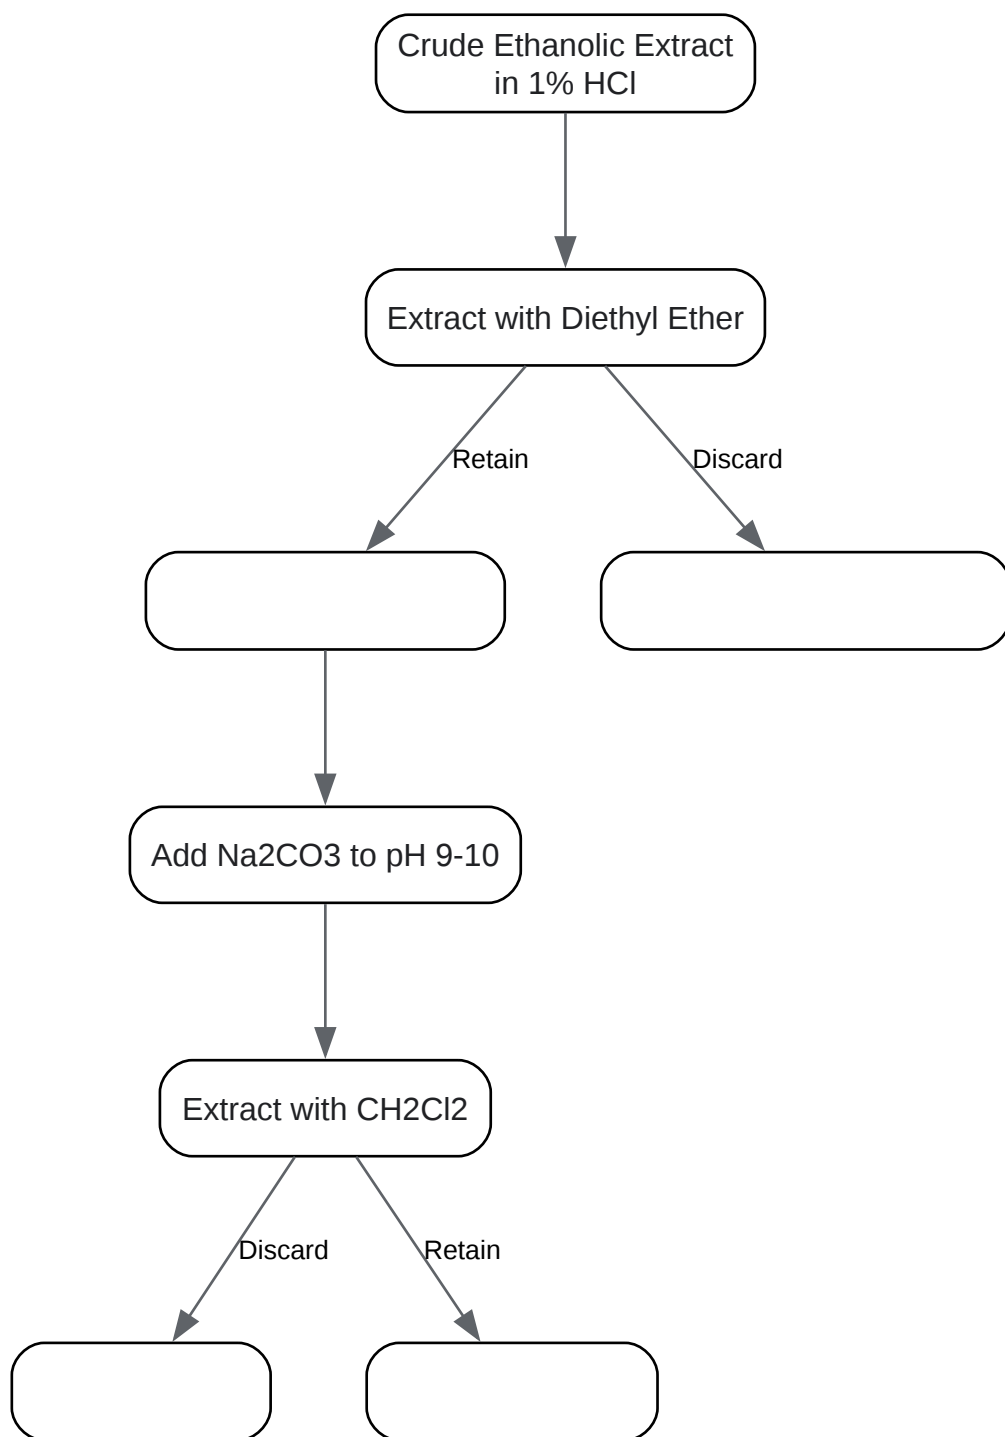 Crude Ethanolic Extract
in 1% HCl
Extract with Diethyl Ether
Retain
Discard
Add Na2CO3 to pH 9-10
Extract with CH2Cl2
Discard
Retain